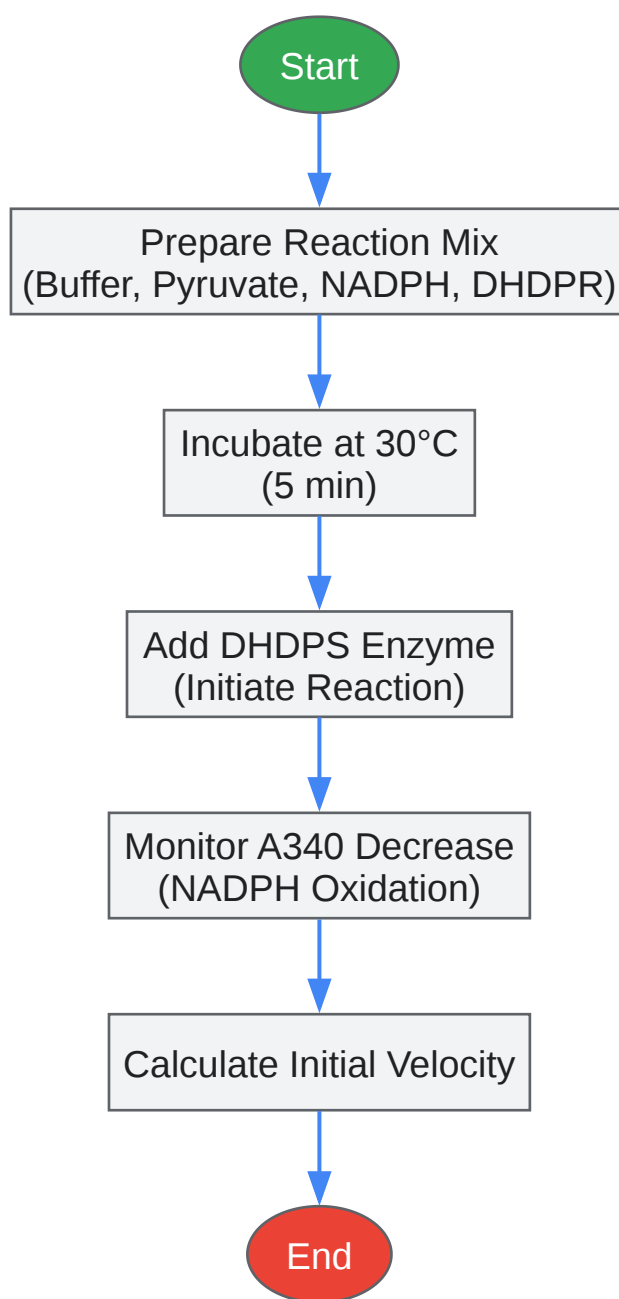 Start
Prepare Reaction Mix
(Buffer, Pyruvate, NADPH, DHDPR)
Incubate at 30°C
(5 min)
Add DHDPS Enzyme
(Initiate Reaction)
Monitor A340 Decrease
(NADPH Oxidation)
Calculate Initial Velocity
End